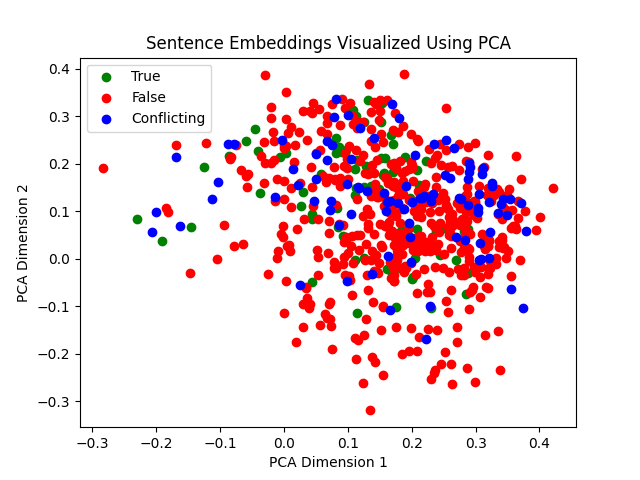 Sentence Embeddings Visualized Using PCA
True
False
Conflicting
0.4
0.3
0.2
0.1
0.0
−0.1
−0.2
−0.3
PCA Dimension 2
−0.3 −0.2 −0.1 0.0 0.1 0.2 0.3 0.4
PCA Dimension 1